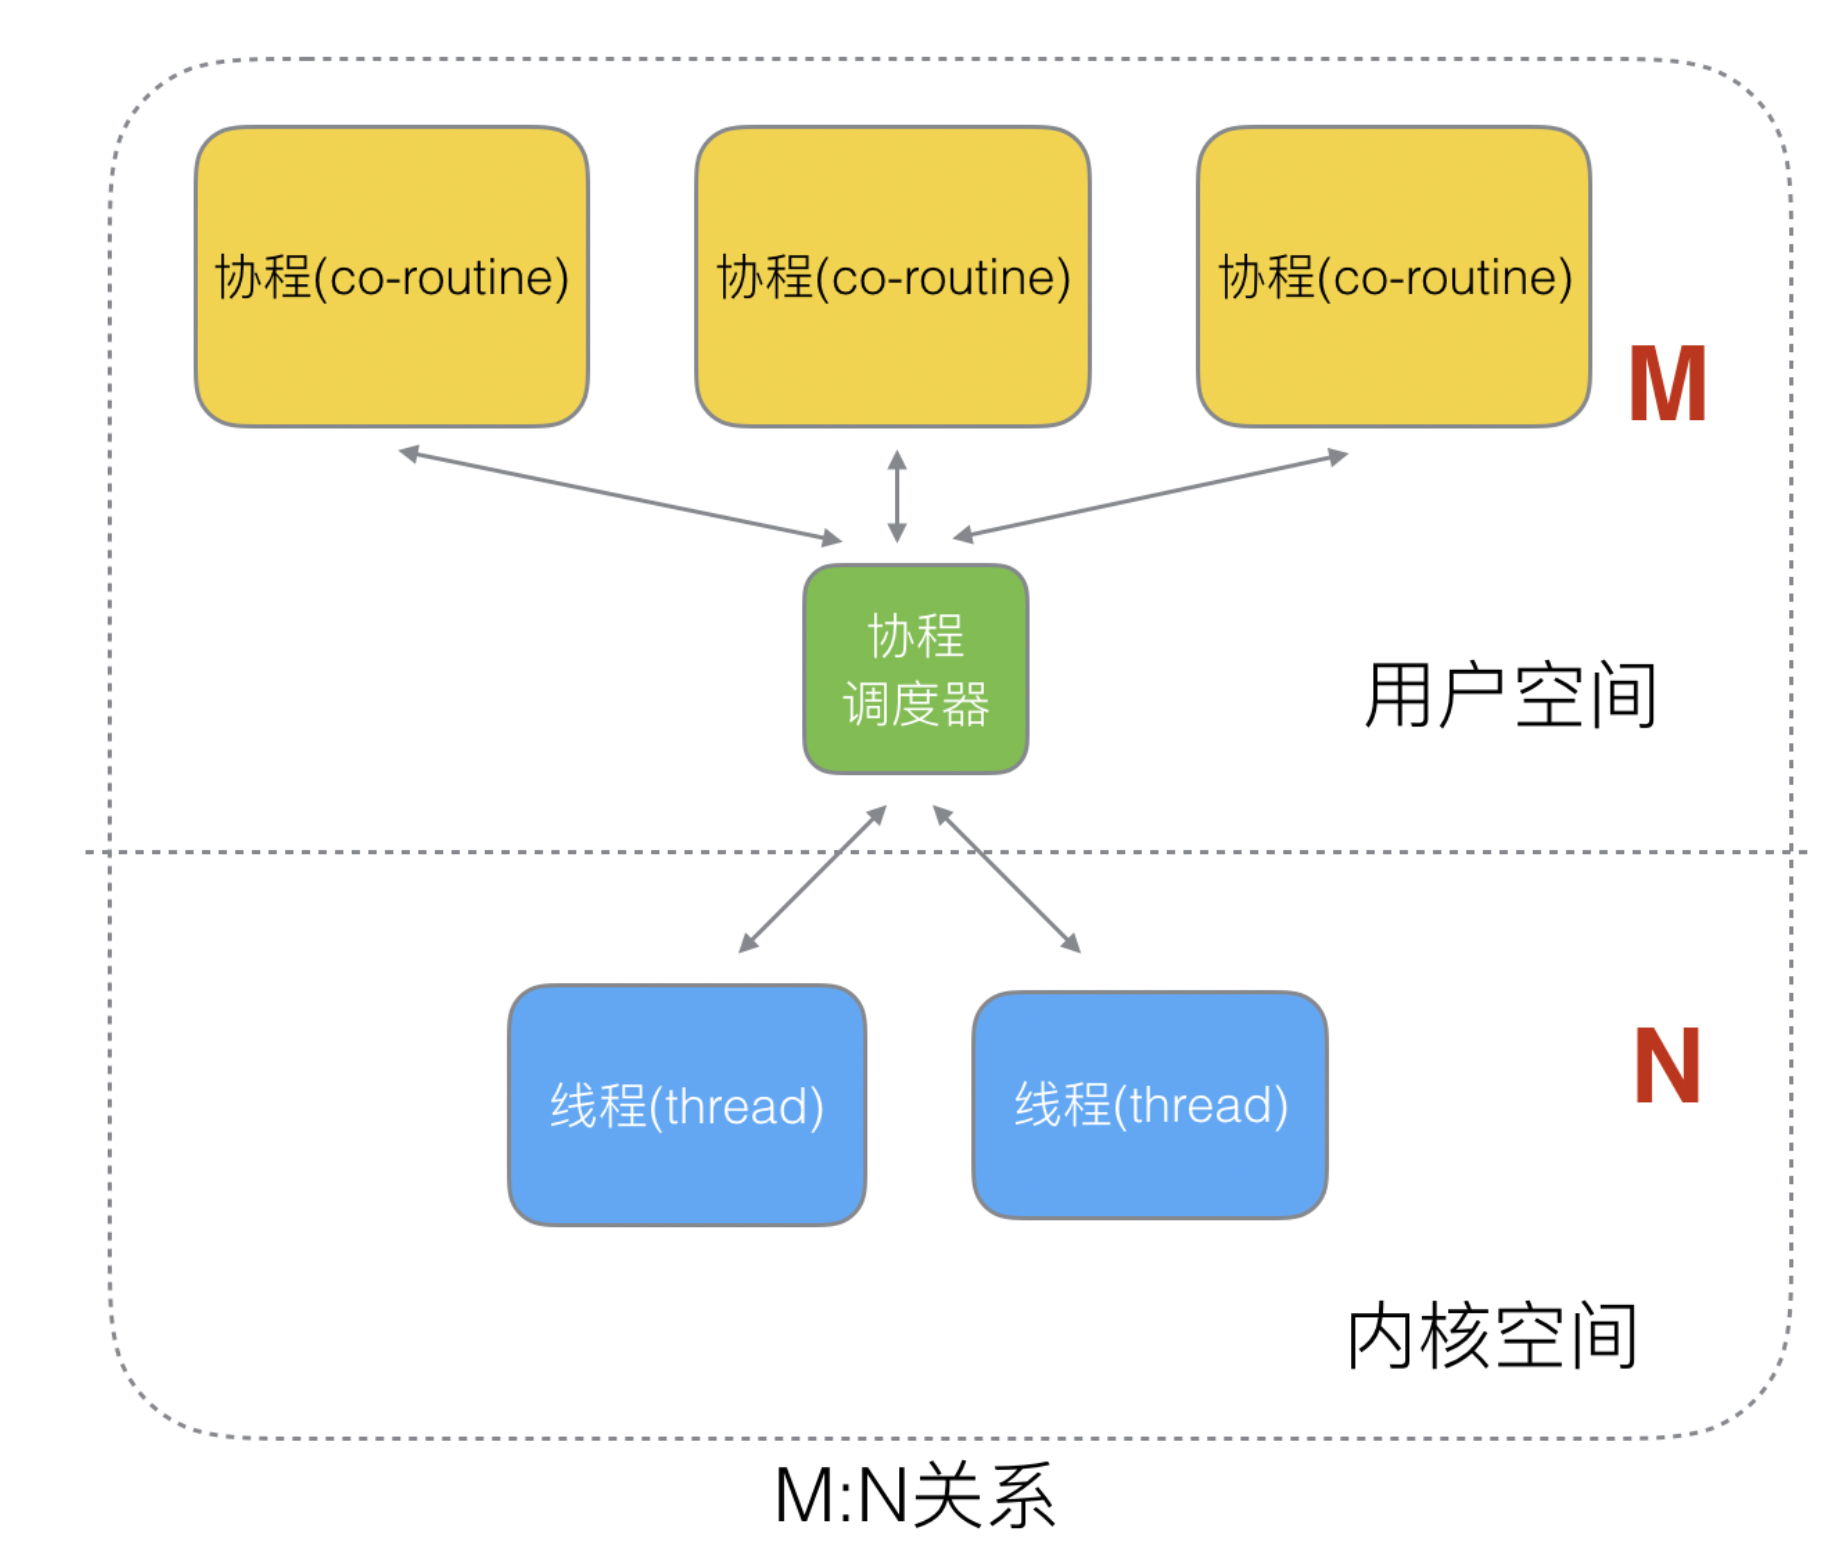 协程(co-routine)
协程(co-routine)
协程(co-routine)
M
协程
调度器
用户空间
线程(thread)
线程(thread)
N
内核空间
M:N关系